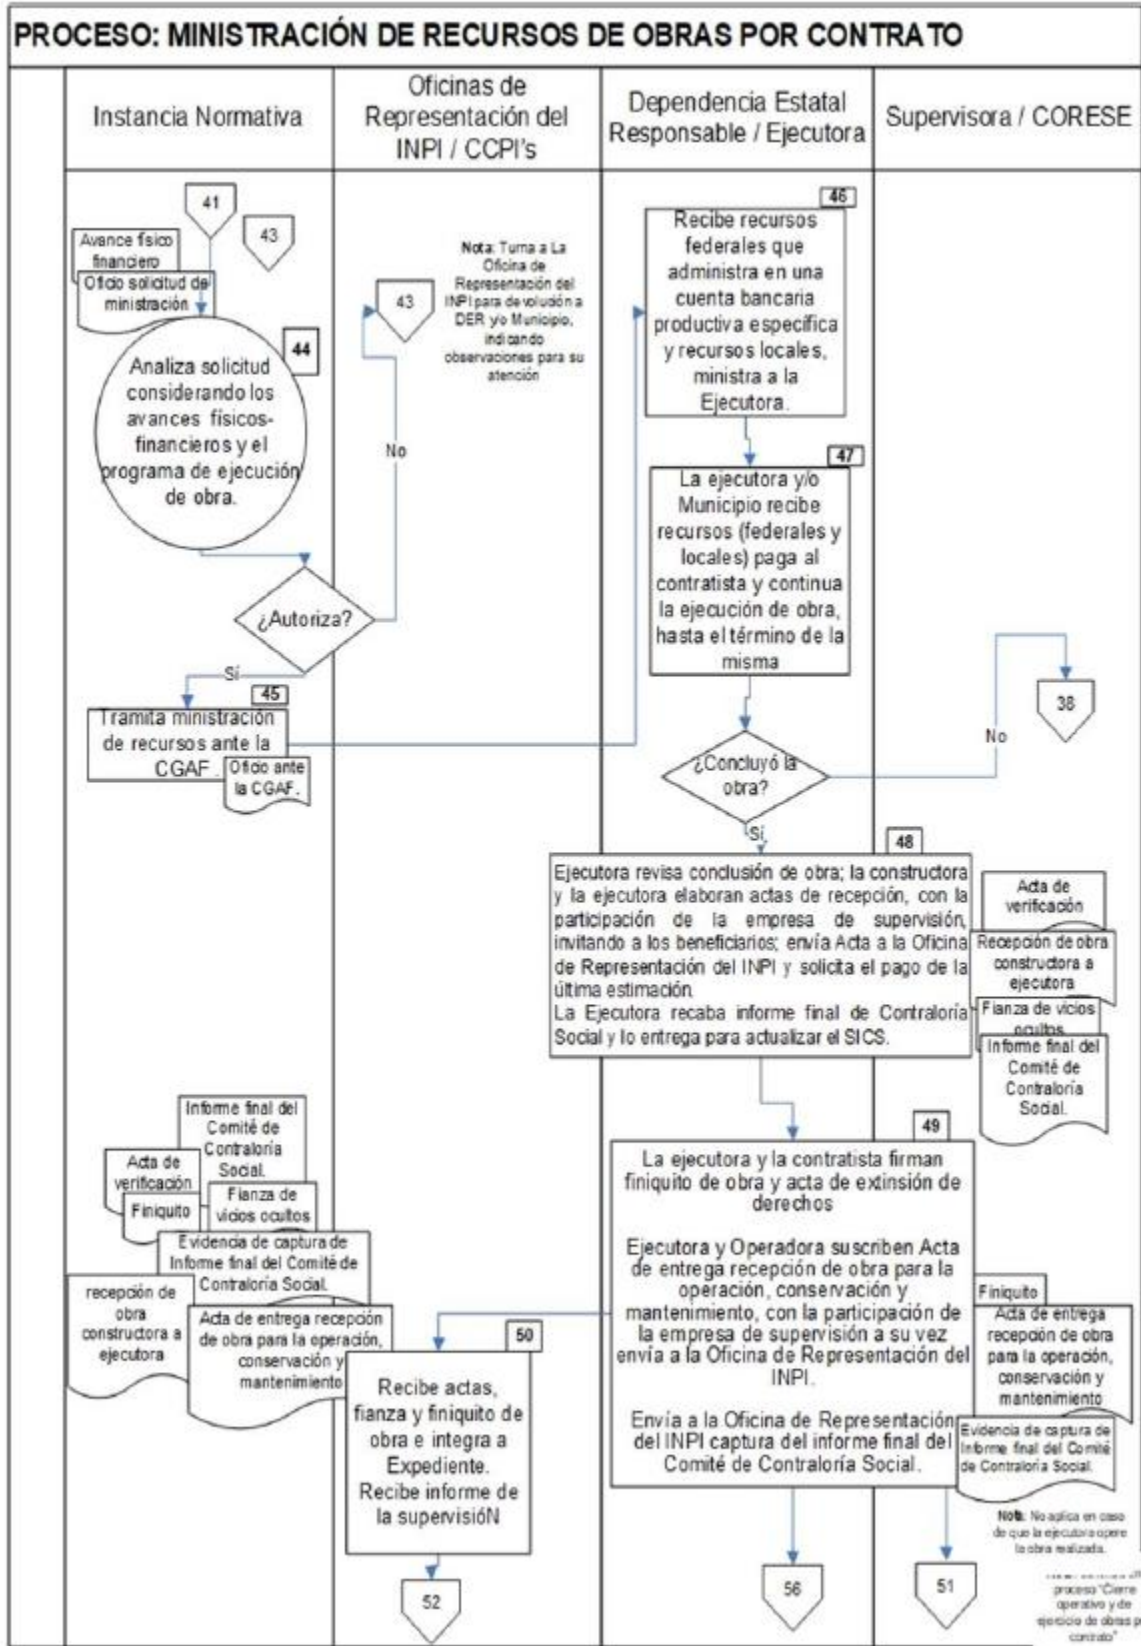 PROCESO: MINISTRACIÓN DE RECURSOS DE OBRAS POR CONTRATO
Instancia Normativa
Oficinas de
Representación del
INPI / CCPI's
Dependencia Estatal
Responsable / Ejecutora
Supervisora / CORESE
41
43
Avance físico
financiero
Oficio solicitud de
ministración
44
Analiza solicitud
considerando los
avances físicos-
financieros y el
programa de ejecución
de obra.
¿Autoriza?
Sí
45
Tramita ministración
de recursos ante la
CGAF .
Oficio ante
la CGAF.
43
Nota: Turna a La
Oficina de
Representación del
INPI para devolución a
DER y/o Municipio,
indicando
observaciones para su
atención
No
46
Recibe recursos
federales que
administra en una
cuenta bancaria
productiva específica
y recursos locales,
ministra a la
Ejecutora.
47
La ejecutora y/o
Municipio recibe
recursos (federales y
locales) paga al
contratista y continua
la ejecución de obra,
hasta el término de la
misma
¿Concluyó la
obra?
No
38
Sí
48
Ejecutora revisa conclusión de obra; la constructora
y la ejecutora elaboran actas de recepción, con la
participación de la empresa de supervisión,
invitando a los beneficiarios; envía Acta a la Oficina
de Representación del INPI y solicita el pago de la
última estimación.
La Ejecutora recaba informe final de Contraloría
Social y lo entrega para actualizar el SICS.
Acta de
verificación
Recepción de obra
constructora a
ejecutora
Fianza de vicios
ocultos
Informe final del
Comité de
Contraloría
Social.
49
La ejecutora y la contratista firman
finiquito de obra y acta de extinsión de
derechos
Ejecutora y Operadora suscriben Acta
de entrega recepción de obra para la
operación, conservación y
mantenimiento, con la participación de
la empresa de supervisión a su vez
envía a la Oficina de Representación del
INPI.
Envía a la Oficina de Representación
del INPI captura del informe final del
Comité de Contraloría Social.
Finiquito
Acta de entrega
recepción de obra
para la operación,
conservación y
mantenimiento
Evidencia de captura de
Informe final del Comité
de Contraloría Social.
Informe final del
Comité de
Contraloría
Social.
Acta de
verificación
Finiquito
Fianza de
vicios ocultos
Evidencia de captura de
Informe final del Comité de
Contraloría Social.
recepción de
obra
constructora a
ejecutora
Acta de entrega recepción
de obra para la operación,
conservación y
mantenimiento
50
Recibe actas,
fianza y finiquito de
obra e integra a
Expediente.
Recibe informe de
la supervisióN
52
56
51
Nota: No aplica en caso
de que la ejecutora opere
la obra realizada.
proceso "Cierre
operativo y de
ejercicio de obras p
contrato"